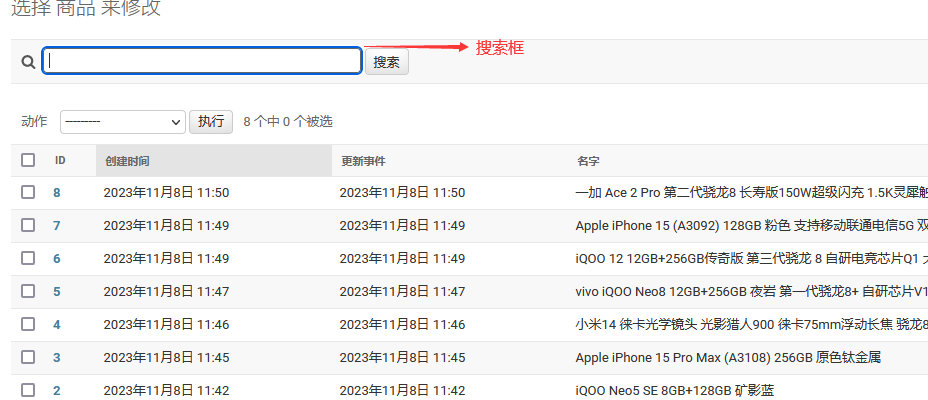 选择 商品 来修改
搜索 搜索框
动作 --------- 执行 8 个中 0 个被选
ID 创建时间 更新事件 名字
8 2023年11月8日 11:50 2023年11月8日 11:50 一加 Ace 2 Pro 第二代骁龙8 长寿版150W超级闪充 1.5K灵犀触
7 2023年11月8日 11:49 2023年11月8日 11:49 Apple iPhone 15 (A3092) 128GB 粉色 支持移动联通电信5G 双
6 2023年11月8日 11:49 2023年11月8日 11:49 iQOO 12 12GB+256GB传奇版 第三代骁龙 8 自研电竞芯片Q1
5 2023年11月8日 11:47 2023年11月8日 11:47 vivo iQOO Neo8 12GB+256GB 夜岩 第一代骁龙8+ 自研芯片V1
4 2023年11月8日 11:46 2023年11月8日 11:46 小米14 徕卡光学镜头 光影猎人900 徕卡75mm浮动长焦 骁龙8
3 2023年11月8日 11:45 2023年11月8日 11:45 Apple iPhone 15 Pro Max (A3108) 256GB 原色钛金属
2 2023年11月8日 11:42 2023年11月8日 11:42 iQOO Neo5 SE 8GB+128GB 矿影蓝